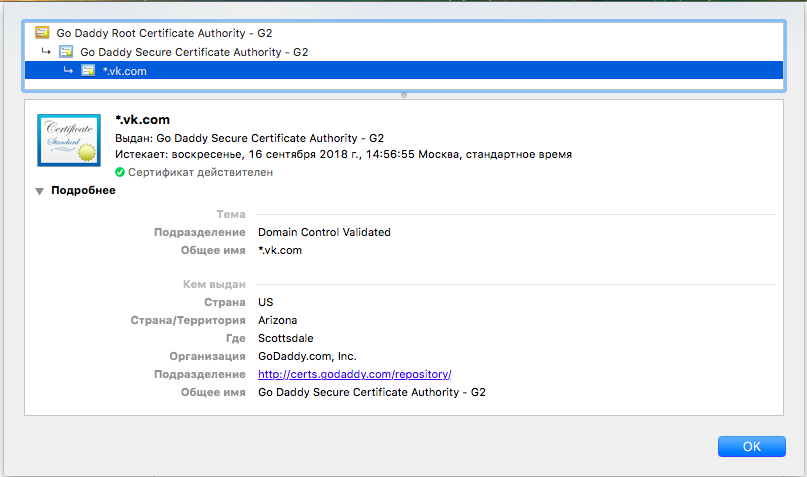 Go Daddy Root Certificate Authority - G2
↳ Go Daddy Secure Certificate Authority - G2
↳ *.vk.com
Certificate
Standard
*.vk.com
Выдан: Go Daddy Secure Certificate Authority - G2
Истекает: воскресенье, 16 сентября 2018 г., 14:56:55 Москва, стандартное время
Сертификат действителен
▼ Подробнее
Тема
Подразделение Domain Control Validated
Общее имя *.vk.com
Кем выдан
Страна US
Страна/Территория Arizona
Где Scottsdale
Организация GoDaddy.com, Inc.
Подразделение http://certs.godaddy.com/repository/
Общее имя Go Daddy Secure Certificate Authority - G2
OK